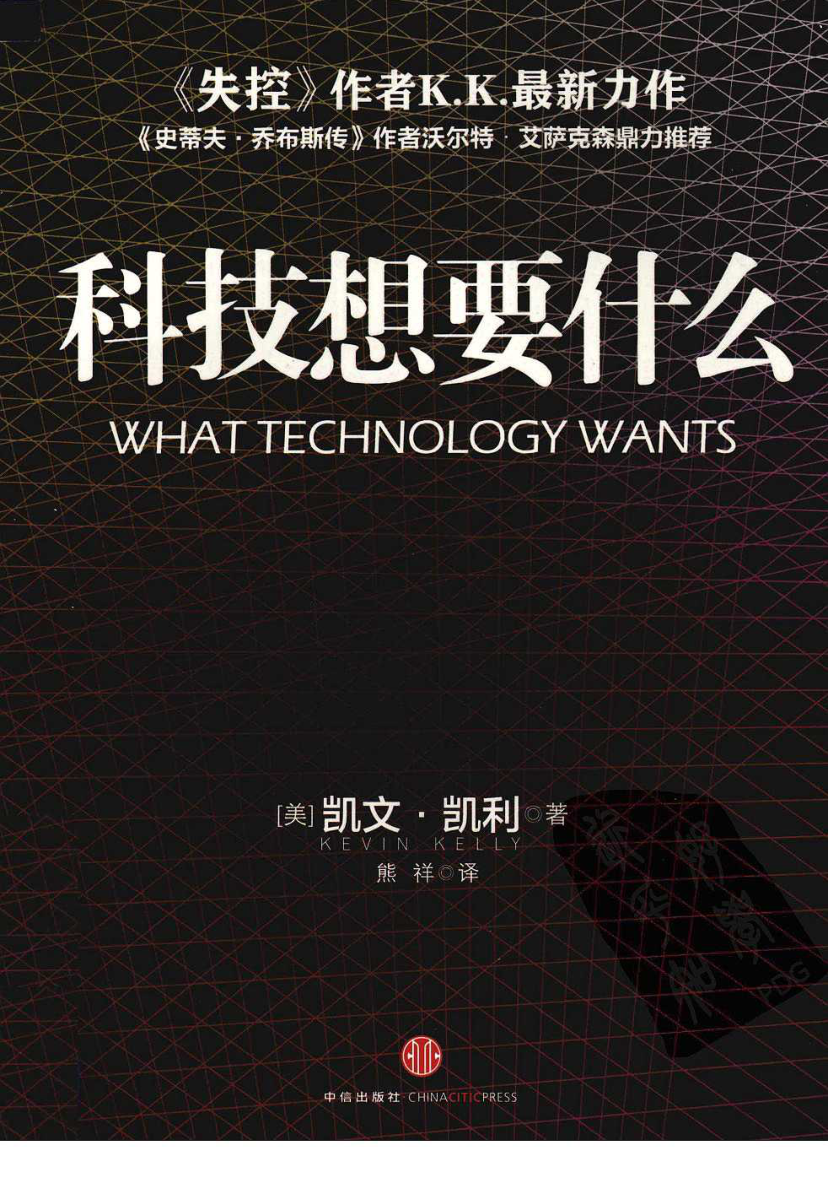 《失控》作者K.K.最新力作
《史蒂夫·乔布斯传》作者沃尔特·艾萨克森鼎力推荐
科技想要什么
WHAT TECHNOLOGY WANTS
[美]凯文·凯利◎著
KEVIN KELLY
熊 祥◎译
PDG
中信出版社·CHINACITICPRESS